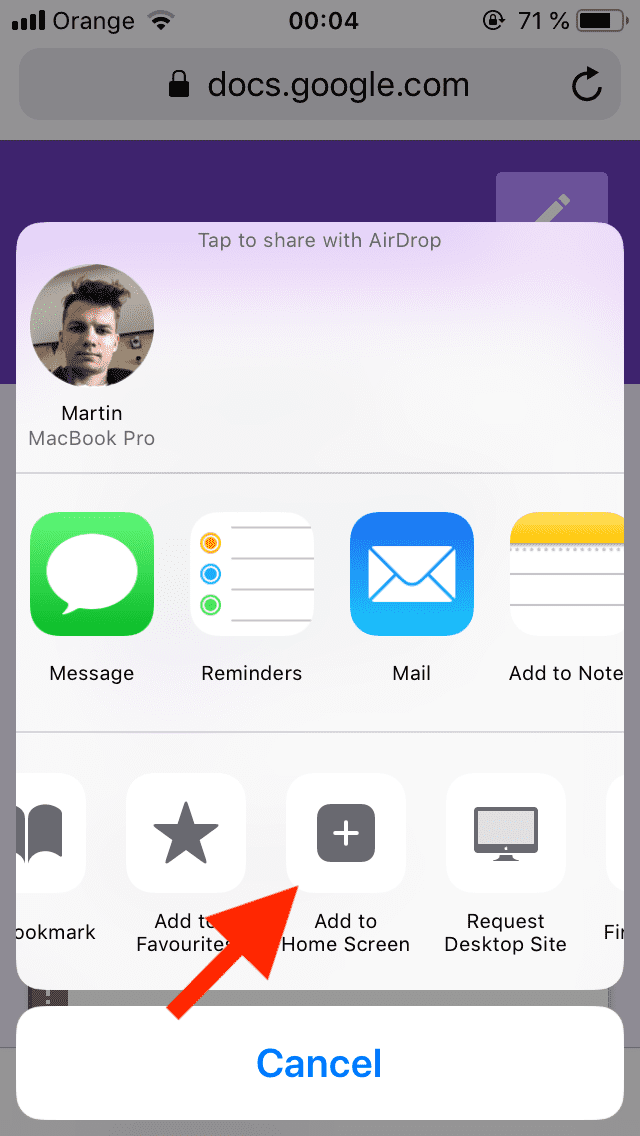 Orange 00:04 71 %
docs.google.com
Tap to share with AirDrop
Martin
MacBook Pro
Message Reminders Mail Add to Note
ookmark
Add to
Favourites
Add to
Home Screen
Request
Desktop Site
Fi
Cancel